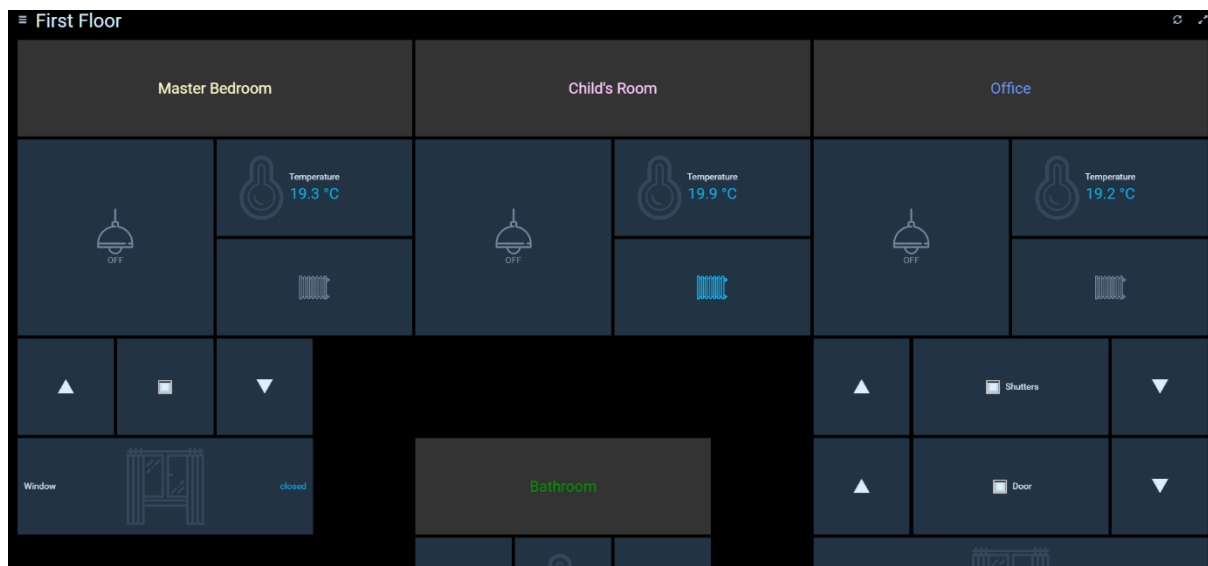 First Floor
Master Bedroom
Child's Room
Office
Temperature
19.3 °C
Temperature
19.9 °C
Temperature
19.2 °C
OFF
OFF
OFF
Shutters
Window
closed
Bathroom
Door